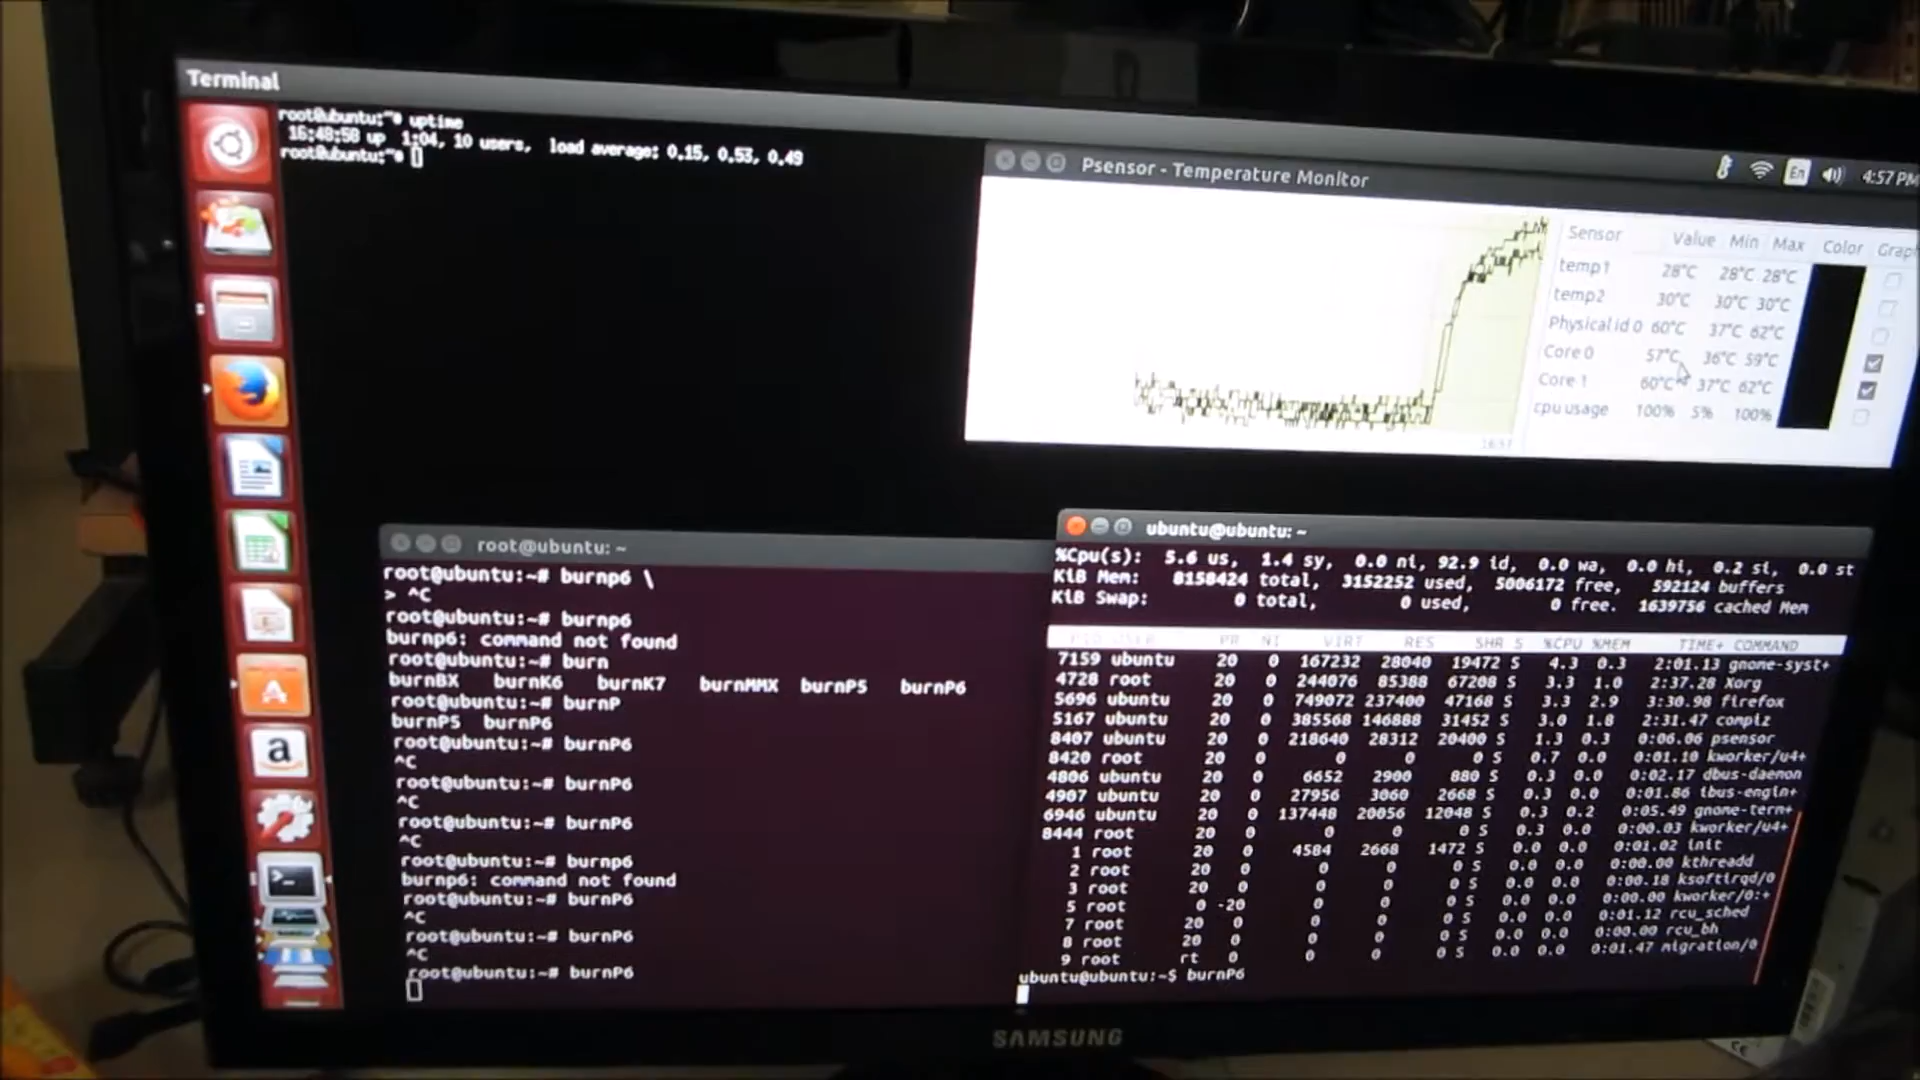 Terminal
root@ubuntu:~# uptime
16:48:58 up  1:04, 10 users,  load average: 0.15, 0.53, 0.49
root@ubuntu:~#
Psensor - Temperature Monitor
En
4:57 PM
Sensor Value Min Max Color Graph
temp1 28°C 28°C 28°C
temp2 30°C 30°C 30°C
Physical id 0 60°C 37°C 62°C
Core 0 57°C 36°C 59°C
Core 1 60°C 37°C 62°C
cpu usage 100% 5% 100%
16:57
root@ubuntu: ~
root@ubuntu:~# burnp6 \
> ^C
root@ubuntu:~# burnp6
burnp6: command not found
root@ubuntu:~# burn
burnBX burnK6 burnK7 burnMMX burnP5 burnP6
root@ubuntu:~# burnP
burnP5 burnP6
root@ubuntu:~# burnP6
^C
root@ubuntu:~# burnP6
^C
root@ubuntu:~# burnP6
^C
root@ubuntu:~# burnp6
burnp6: command not found
root@ubuntu:~# burnP6
^C
root@ubuntu:~# burnP6
^C
root@ubuntu:~# burnP6
ubuntu@ubuntu: ~
%Cpu(s): 5.6 us, 1.4 sy, 0.0 ni, 92.9 id, 0.0 wa, 0.0 hi, 0.2 si, 0.0 st
KiB Mem: 8158424 total, 3152252 used, 5006172 free, 592124 buffers
KiB Swap: 0 total, 0 used, 0 free. 1639756 cached Mem
PID USER PR NI VIRT RES SHR S %CPU %MEM TIME+ COMMAND
7159 ubuntu 20 0 167232 28040 19472 S 4.3 0.3 2:01.13 gnome-syst+
4728 root 20 0 244076 85388 67208 S 3.3 1.0 2:37.28 Xorg
5696 ubuntu 20 0 749072 237400 47168 S 3.3 2.9 3:30.98 firefox
5167 ubuntu 20 0 385568 146888 31452 S 3.0 1.8 2:31.47 compiz
8407 ubuntu 20 0 218640 28312 20400 S 1.3 0.3 0:06.06 psensor
8420 root 20 0 0 0 0 S 0.7 0.0 0:01.10 kworker/u4+
4806 ubuntu 20 0 6652 2900 880 S 0.3 0.0 0:02.17 dbus-daemon
4907 ubuntu 20 0 27956 3060 2668 S 0.3 0.0 0:01.86 ibus-engin+
6946 ubuntu 20 0 137448 20056 12048 S 0.3 0.2 0:05.49 gnome-term+
8444 root 20 0 0 0 0 S 0.3 0.0 0:00.03 kworker/u4+
1 root 20 0 4584 2668 1472 S 0.0 0.0 0:01.02 init
2 root 20 0 0 0 0 S 0.0 0.0 0:00.00 kthreadd
3 root 20 0 0 0 0 S 0.0 0.0 0:00.18 ksoftirqd/0
5 root 0 -20 0 0 0 S 0.0 0.0 0:00.00 kworker/0:+
7 root 20 0 0 0 0 S 0.0 0.0 0:01.12 rcu_sched
8 root 20 0 0 0 0 S 0.0 0.0 0:00.00 rcu_bh
9 root rt 0 0 0 0 S 0.0 0.0 0:01.47 migration/0
ubuntu@ubuntu:~$ burnP6
SAMSUNG